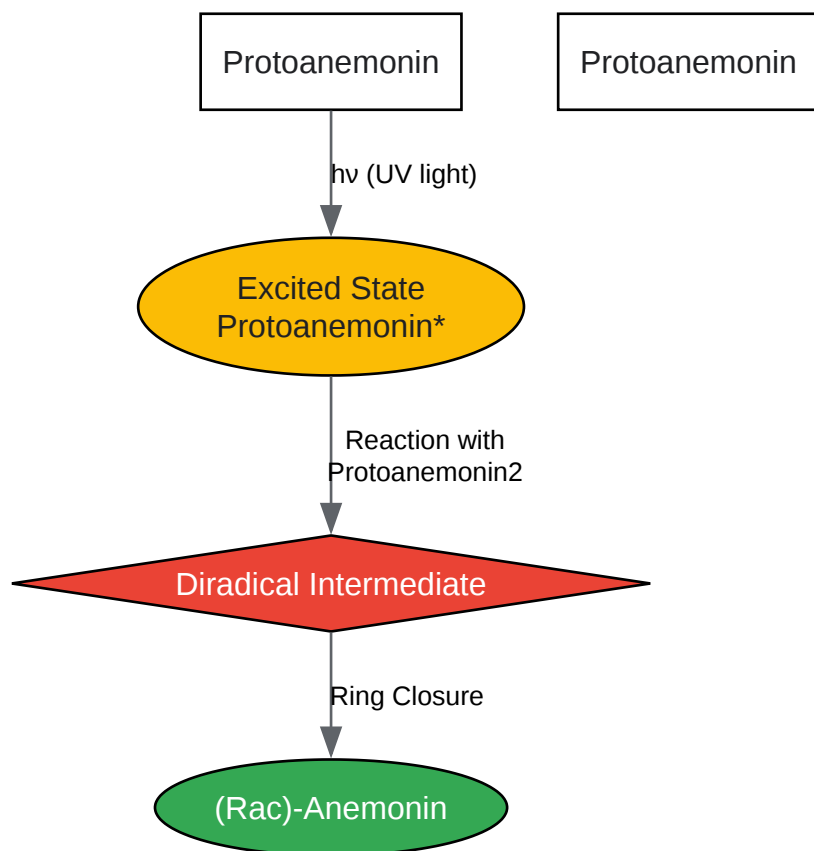 Protoanemonin
Protoanemonin
hν (UV light)
Excited State
Protoanemonin*
Reaction with
Protoanemonin2
Diradical Intermediate
Ring Closure
(Rac)-Anemonin